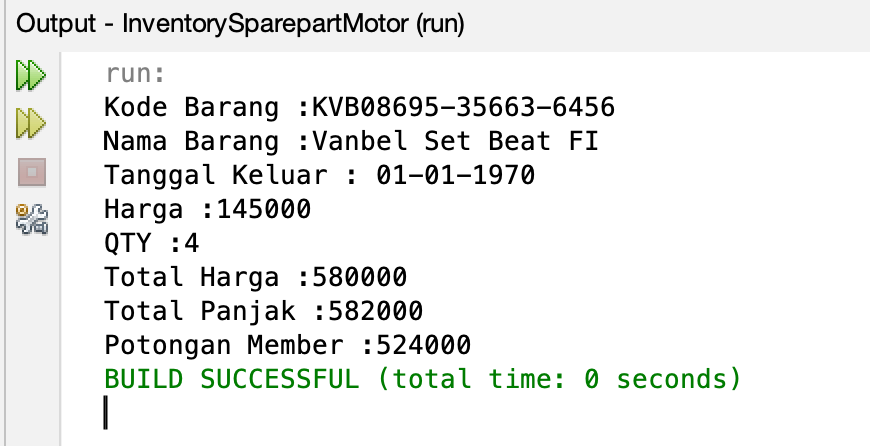 Output - InventorySparepartMotor (run)
run:
Kode Barang :KVB08695-35663-6456
Nama Barang :Vanbel Set Beat FI
Tanggal Keluar : 01-01-1970
Harga :145000
QTY :4
Total Harga :580000
Total Panjak :582000
Potongan Member :524000
BUILD SUCCESSFUL (total time: 0 seconds)